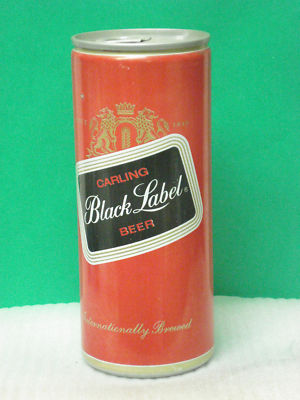 CARLING
Black Label®
BEER
Internationally Brewed